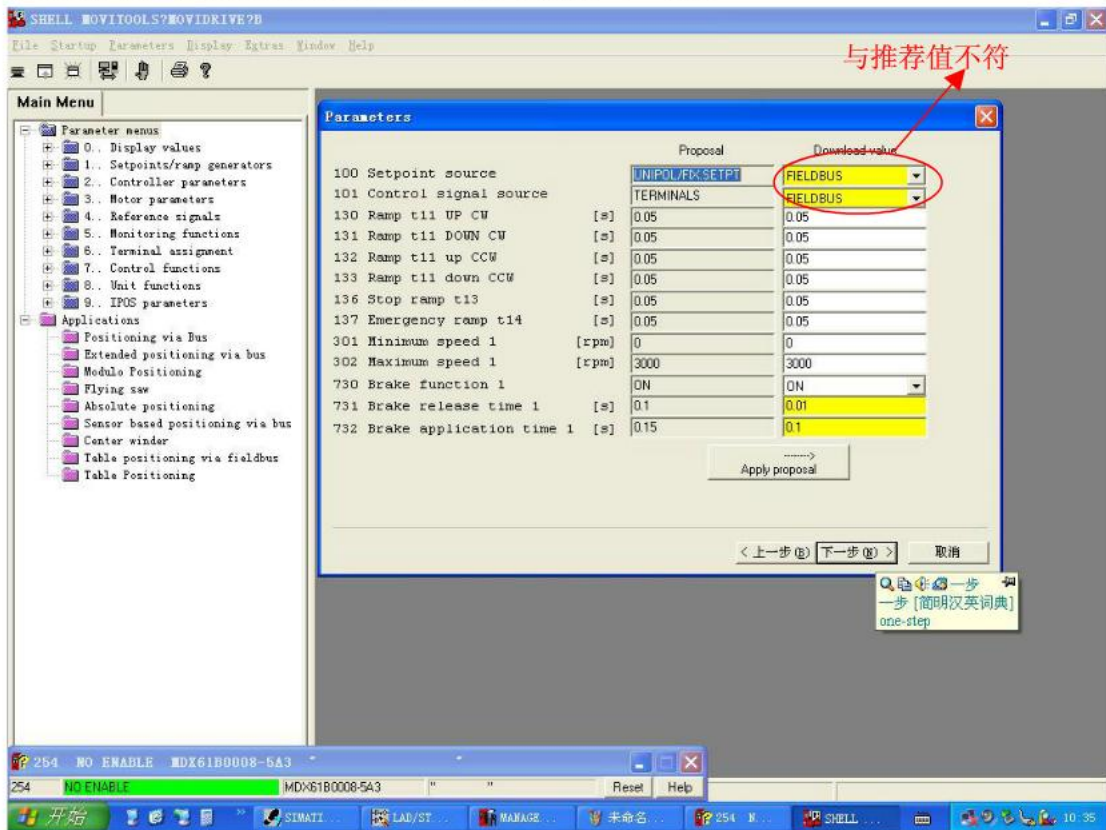 SHELL MOVITOOLS?MOVIDRIVE?B
File Startup Parameters Display Extras Window Help
与推荐值不符
Main Menu
Parameter menus
0.. Display values
1.. Setpoints/ramp generators
2.. Controller parameters
3.. Motor parameters
4.. Reference signals
5.. Monitoring functions
6.. Terminal assignment
7.. Control functions
8.. Unit functions
9.. IPOS parameters
Applications
Positioning via Bus
Extended positioning via bus
Modulo Positioning
Flying saw
Absolute positioning
Sensor based positioning via bus
Center winder
Table positioning via fieldbus
Table Positioning
Parameters
Proposal Download value
100 Setpoint source UNIPOL/FIX.SETPT FIELDBUS
101 Control signal source TERMINALS FIELDBUS
130 Ramp t11 UP CW [s] 0.05 0.05
131 Ramp t11 DOWN CW [s] 0.05 0.05
132 Ramp t11 up CCW [s] 0.05 0.05
133 Ramp t11 down CCW [s] 0.05 0.05
136 Stop ramp t13 [s] 0.05 0.05
137 Emergency ramp t14 [s] 0.05 0.05
301 Minimum speed 1 [rpm] 0 0
302 Maximum speed 1 [rpm] 3000 3000
730 Brake function 1 ON ON
731 Brake release time 1 [s] 0.1 0.01
732 Brake application time 1 [s] 0.15 0.1
-------->
Apply proposal
< 上一步(B) 下一步(N) > 取消
一步
一步 [简明汉英词典]
one-step
254 NO ENABLE MDX61B0008-5A3
254 NO ENABLE MDX61B0008-5A3 " " Reset Help
开始 SIMATI... LAD/ST... MANAGE... 未命名... 254 N... SHELL ... 10:35